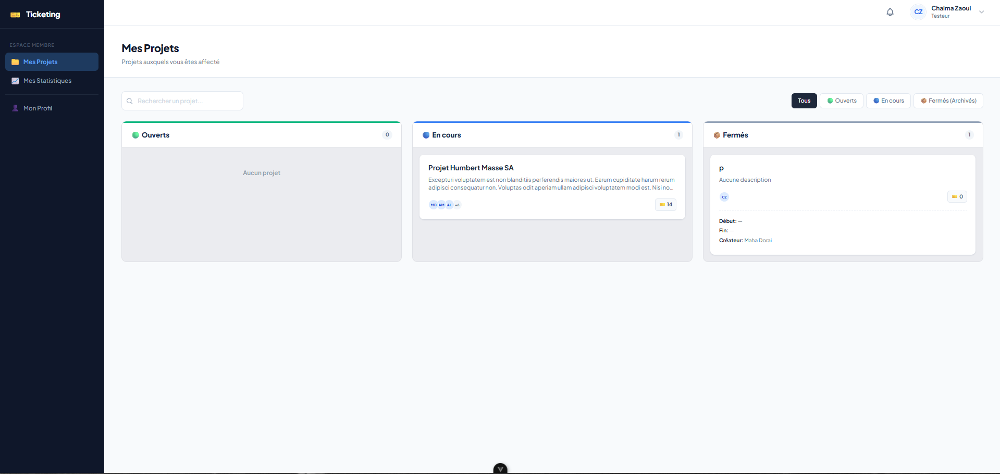 Ticketing
ESPACE MEMBRE
Mes Projets
Mes Statistiques
Mon Profil
CZ
Chaima Zaoui
Testeur
Mes Projets
Projets auxquels vous êtes affecté
Rechercher un projet...
Tous
Ouverts
En cours
Fermés (Archivés)
Ouverts
0
Aucun projet
En cours
1
Projet Humbert Masse SA
Excepturi voluptatem est non blanditiis perferendis maiores ut. Earum cupiditate harum rerum
adipisci consequatur non. Voluptas odit aperiam ullam adipisci voluptatem modi est. Nisi no...
MD AM AL +6
14
Fermés
1
p
Aucune description
CZ
0
Début: —
Fin: —
Créateur: Maha Dorai